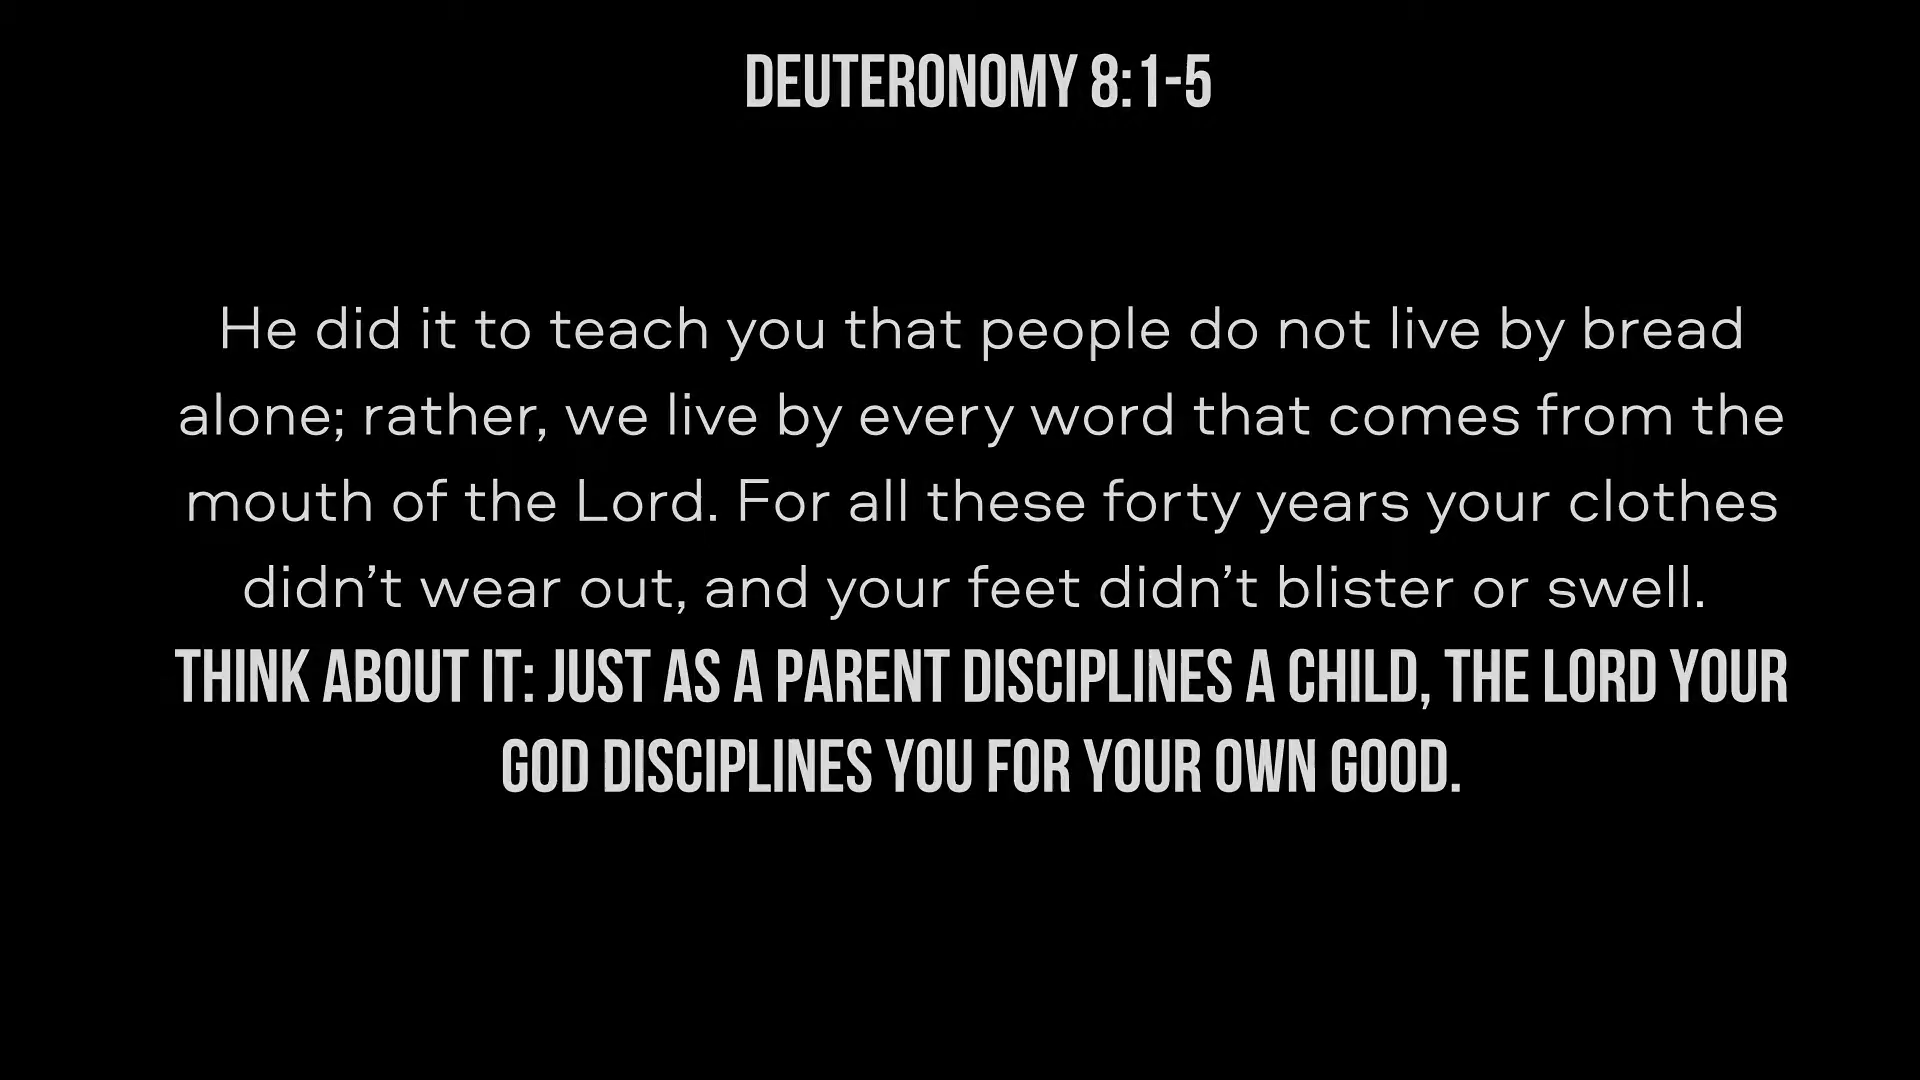 DEUTERONOMY 8:1-5
He did it to teach you that people do not live by bread
alone; rather, we live by every word that comes from the
mouth of the Lord. For all these forty years your clothes
didn’t wear out, and your feet didn’t blister or swell.
THINK ABOUT IT: JUST AS A PARENT DISCIPLINES A CHILD, THE LORD YOUR
GOD DISCIPLINES YOU FOR YOUR OWN GOOD.